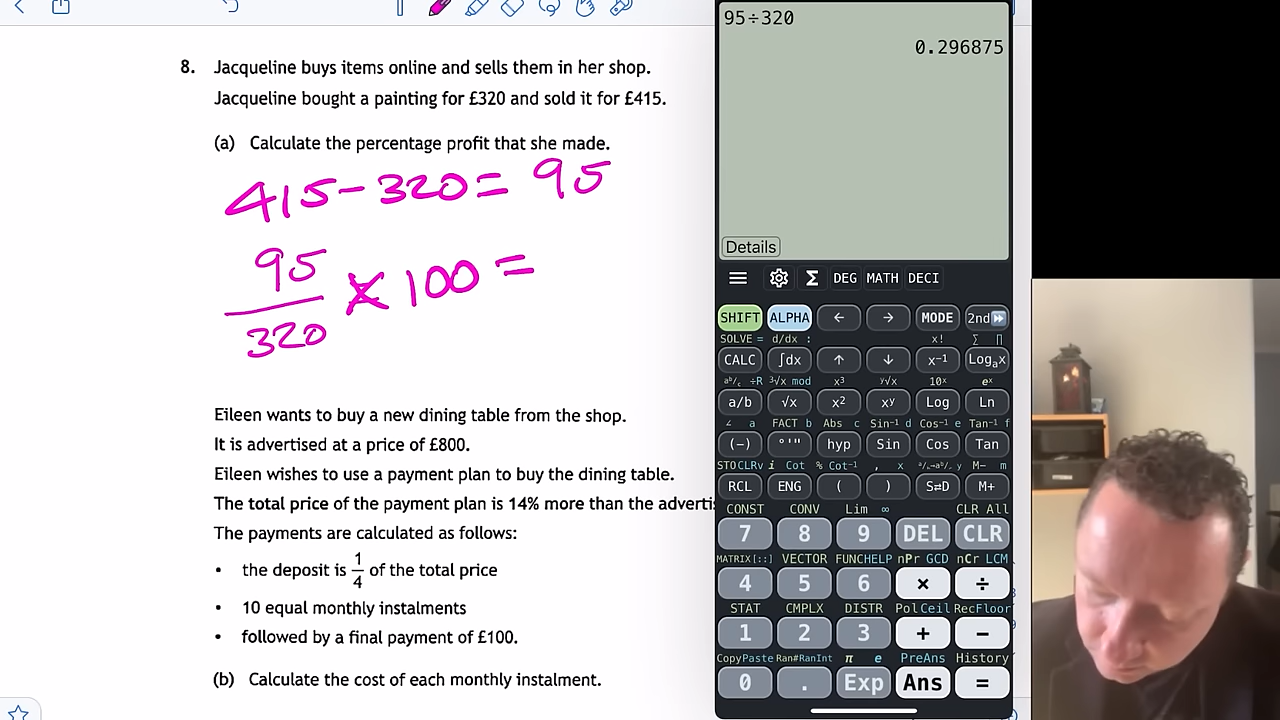 8. Jacqueline buys items online and sells them in her shop.
Jacqueline bought a painting for £320 and sold it for £415.
(a) Calculate the percentage profit that she made.
415-320= 95
95
320
×100=
Eileen wants to buy a new dining table from the shop.
It is advertised at a price of £800.
Eileen wishes to use a payment plan to buy the dining table.
The total price of the payment plan is 14% more than the adverti
The payments are calculated as follows:
• the deposit is 1/4 of the total price
• 10 equal monthly instalments
• followed by a final payment of £100.
(b) Calculate the cost of each monthly instalment.
95÷320
0.296875
Details
DEG MATH DECI
SHIFT ALPHA ← → MODE 2nd
SOLVE = d/dx : x! ∑ ∏
CALC ∫dx ↑ ↓ x⁻¹ Logₐx
aᵇ/c ÷R ³√x mod x³ ʸ√x 10ˣ eˣ
a/b √x x² xʸ Log Ln
∠ a FACT b Abs c Sin⁻¹ d Cos⁻¹ e Tan⁻¹ f
(−) °'" hyp Sin Cos Tan
STO CLRv i Cot % Cot⁻¹ , x y M− m
RCL ENG ( ) S⇄D M+
CONST CONV Lim ∞ CLR All
7 8 9 DEL CLR
MATRIX[::] VECTOR FUNC HELP nPr GCD nCr LCM
4 5 6 × ÷
STAT CMPLX DISTR Pol Ceil Rec Floor
1 2 3 + −
Copy Paste Ran# RanInt π e PreAns History
0 . Exp Ans =